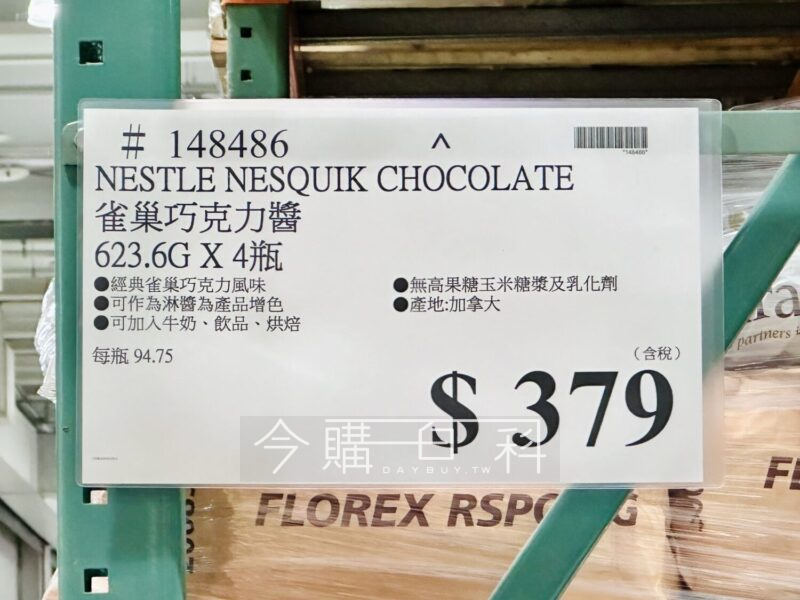 # 148486
^
*148486*
NESTLE NESQUIK CHOCOLATE
雀巢巧克力醬
623.6G X 4瓶
●經典雀巢巧克力風味
●可作為淋醬為產品增色
●可加入牛奶、飲品、烘焙
●無高果糖玉米糖漿及乳化劑
●產地:加拿大
每瓶 94.75
(含稅)
$ 379
今購百科
DAYBUY.TW
partners
FLOREX RSPO